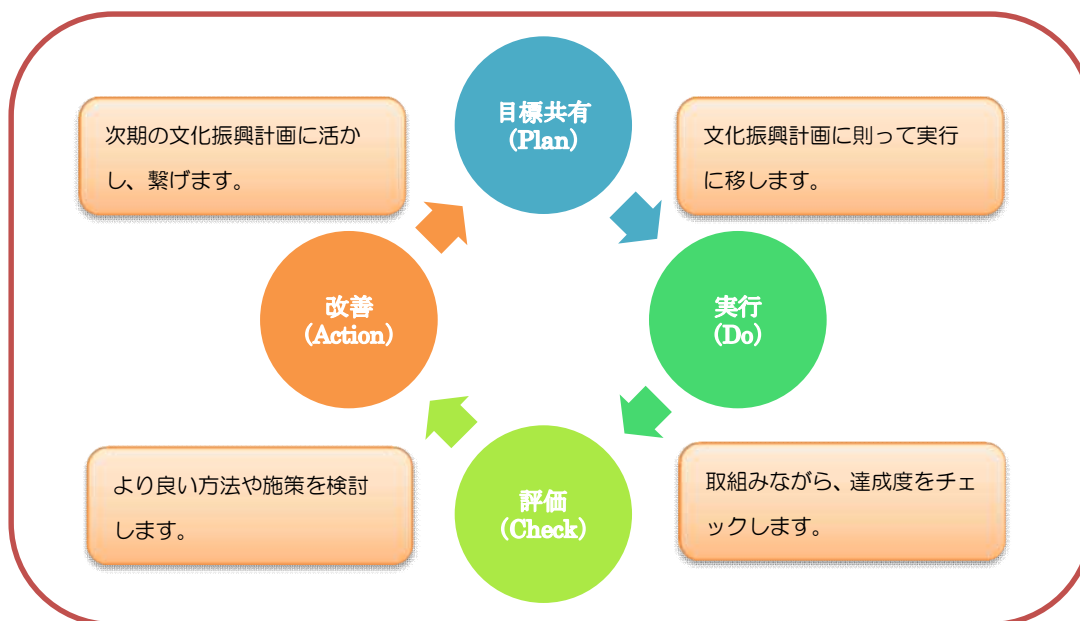 目標共有
(Plan)
次期の文化振興計画に活か
し、繋げます。
文化振興計画に則って実行
に移します。
改善
(Action)
実行
(Do)
より良い方法や施策を検討
します。
評価
(Check)
取組みながら、達成度をチェ
ックします。